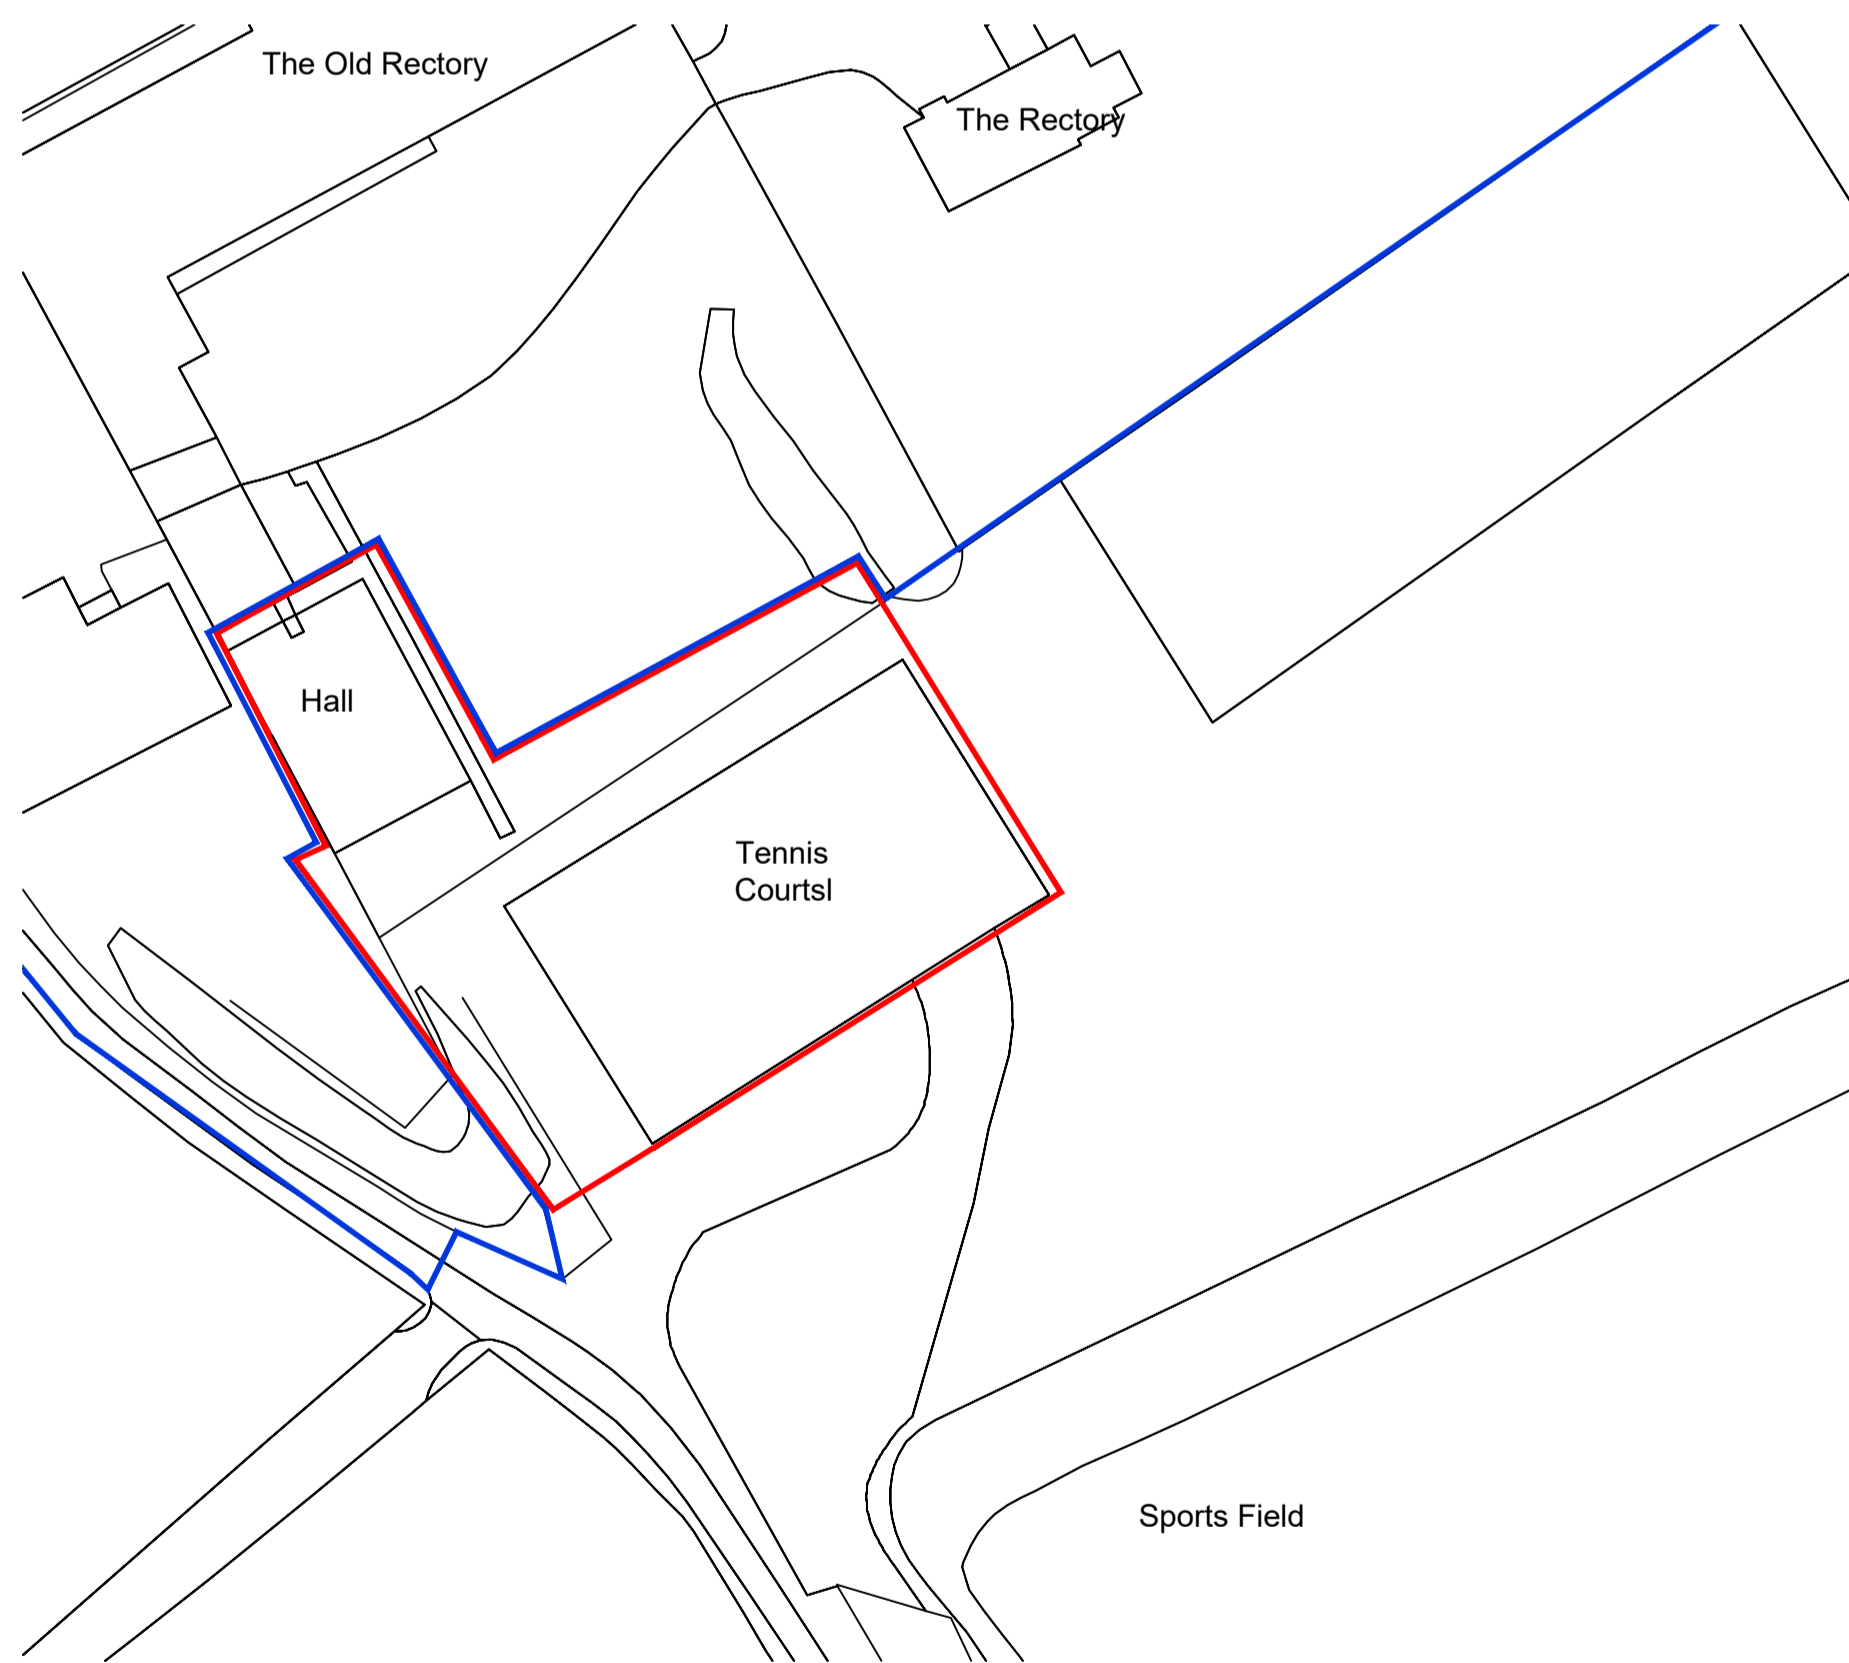 The Old Rectory
The Rectory
Hall
Tennis
Courtsl
Sports Field